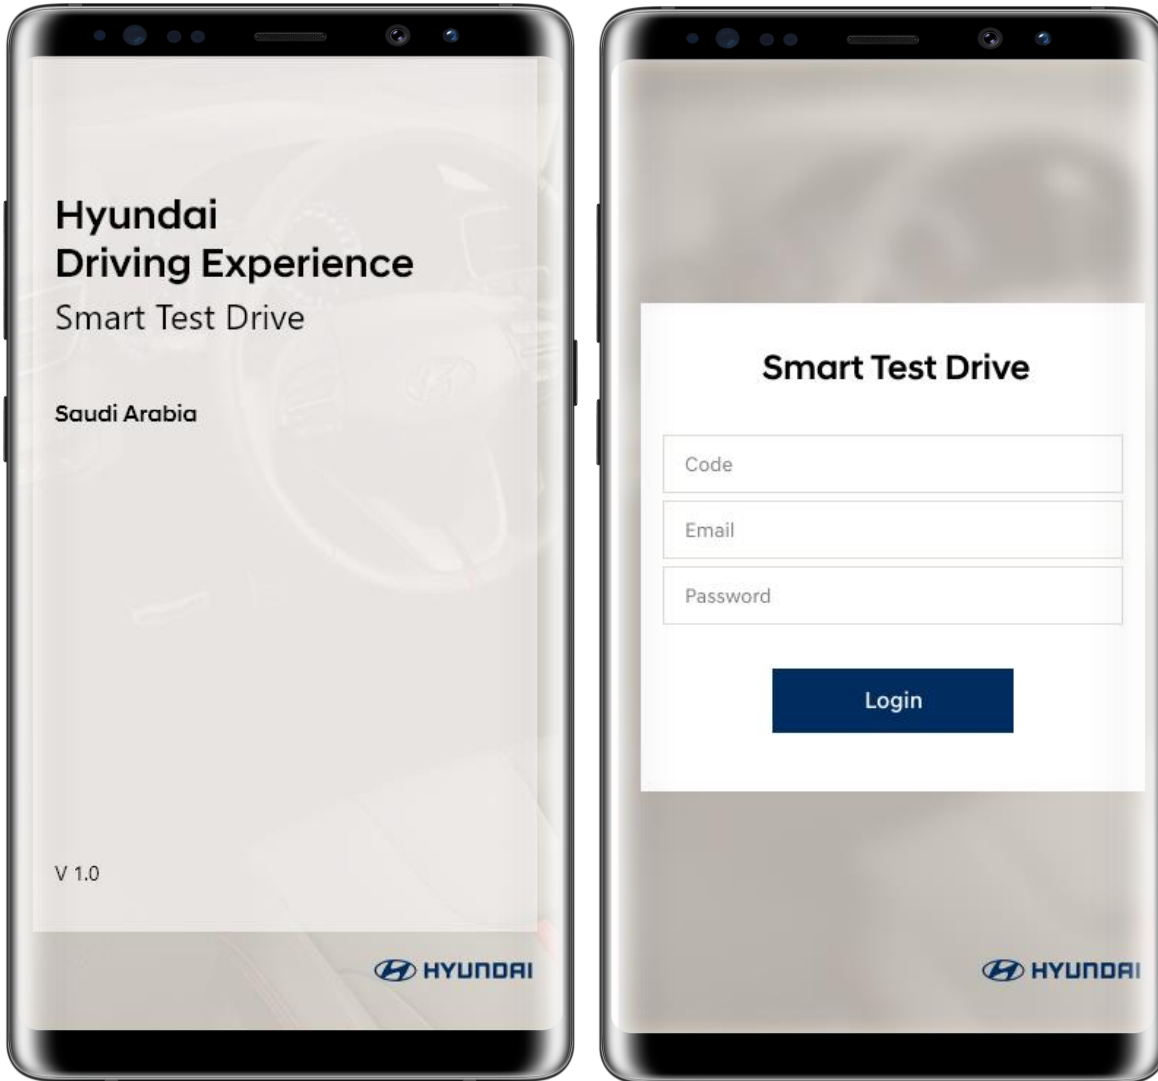 Hyundai
Driving Experience
Smart Test Drive
Saudi Arabia
V 1.0
HYUNDAI
Smart Test Drive
Code
Email
Password
Login
HYUNDAI